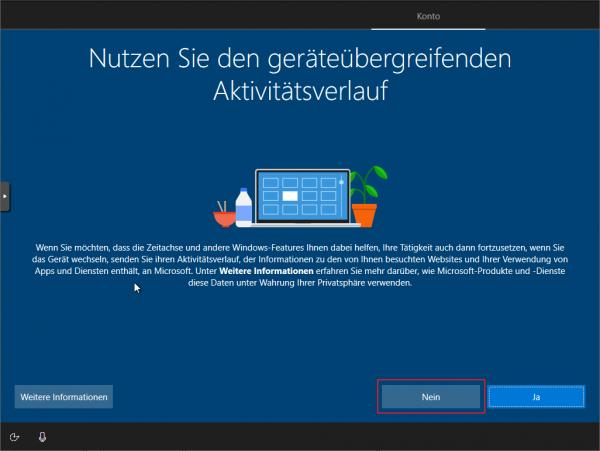 Konto
Nutzen Sie den geräteübergreifenden
Aktivitätsverlauf
Wenn Sie möchten, dass die Zeitachse und andere Windows-Features Ihnen dabei helfen, Ihre Tätigkeit auch dann fortzusetzen, wenn Sie
das Gerät wechseln, senden Sie ihren Aktivitätsverlauf, der Informationen zu den von Ihnen besuchten Websites und Ihrer Verwendung von
Apps und Diensten enthält, an Microsoft. Unter Weitere Informationen erfahren Sie mehr darüber, wie Microsoft-Produkte und -Dienste
diese Daten unter Wahrung Ihrer Privatsphäre verwenden.
Weitere Informationen
Nein
Ja